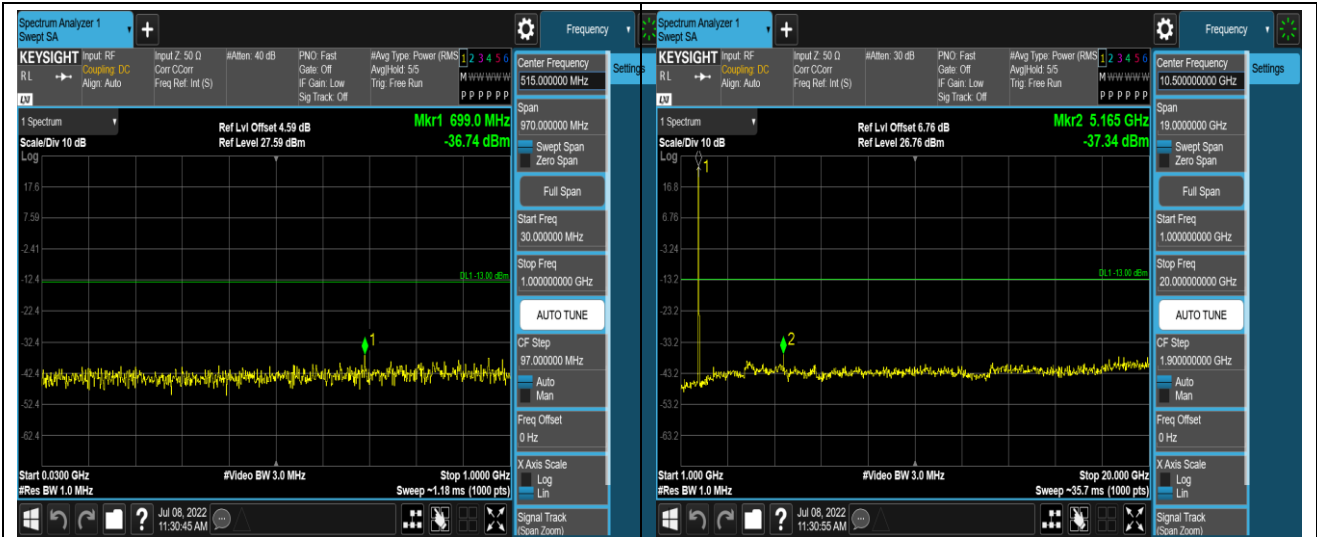 Spectrum Analyzer 1
Swept SA
+
Frequency
KEYSIGHT
RL
LXI
Input: RF
Coupling: DC
Align: Auto
Input Z: 50 Ω
Corr CCorr
Freq Ref: Int (S)
#Atten: 40 dB
PNO: Fast
Gate: Off
IF Gain: Low
Sig Track: Off
#Avg Type: Power (RMS
Avg|Hold: 5/5
Trig: Free Run
1 2 3 4 5 6
M W W W W W
P P P P P P
Center Frequency
515.000000 MHz
Settings
1 Spectrum
Scale/Div 10 dB
Log
Ref Lvl Offset 4.59 dB
Ref Level 27.59 dBm
Mkr1 699.0 MHz
-36.74 dBm
Span
970.000000 MHz
Swept Span
Zero Span
Full Span
17.6
7.59
-2.41
-12.4
-22.4
-32.4
-42.4
-52.4
-62.4
DL1 -13.00 dBm
1
Start Freq
30.000000 MHz
Stop Freq
1.000000000 GHz
AUTO TUNE
CF Step
97.000000 MHz
Auto
Man
Freq Offset
0 Hz
X Axis Scale
Log
Lin
Signal Track
(Span Zoom)
Start 0.0300 GHz
#Res BW 1.0 MHz
#Video BW 3.0 MHz
Stop 1.0000 GHz
Sweep ~1.18 ms (1000 pts)
?
Jul 08, 2022
11:30:45 AM
Spectrum Analyzer 1
Swept SA
+
Frequency
KEYSIGHT
RL
LXI
Input: RF
Coupling: DC
Align: Auto
Input Z: 50 Ω
Corr CCorr
Freq Ref: Int (S)
#Atten: 30 dB
PNO: Fast
Gate: Off
IF Gain: Low
Sig Track: Off
#Avg Type: Power (RMS
Avg|Hold: 5/5
Trig: Free Run
1 2 3 4 5 6
M W W W W W
P P P P P P
Center Frequency
10.500000000 GHz
Settings
1 Spectrum
Scale/Div 10 dB
Log
Ref Lvl Offset 6.76 dB
Ref Level 26.76 dBm
Mkr2 5.165 GHz
-37.34 dBm
Span
19.0000000 GHz
Swept Span
Zero Span
Full Span
1
16.8
6.76
-3.24
-13.2
-23.2
-33.2
-43.2
-53.2
-63.2
DL1 -13.00 dBm
2
Start Freq
1.000000000 GHz
Stop Freq
20.000000000 GHz
AUTO TUNE
CF Step
1.900000000 GHz
Auto
Man
Freq Offset
0 Hz
X Axis Scale
Log
Lin
Signal Track
(Span Zoom)
Start 1.000 GHz
#Res BW 1.0 MHz
#Video BW 3.0 MHz
Stop 20.000 GHz
Sweep ~35.7 ms (1000 pts)
?
Jul 08, 2022
11:30:55 AM